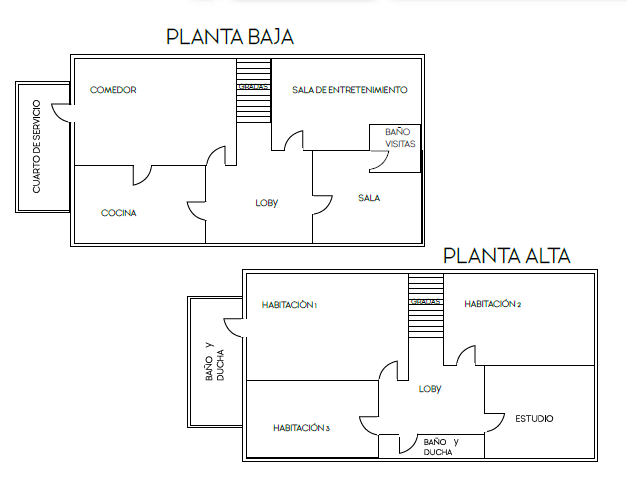 PLANTA BAJA
COMEDOR
GRADAS
SALA DE ENTRETENIMIENTO
CUARTO DE SERVICIO
BAÑO
VISITAS
COCINA
LOBY
SALA
PLANTA ALTA
HABITACIÓN 1
GRADAS
HABITACIÓN 2
BAÑO y
DUCHA
LOBY
HABITACIÓN 3
ESTUDIO
BAÑO y
DUCHA